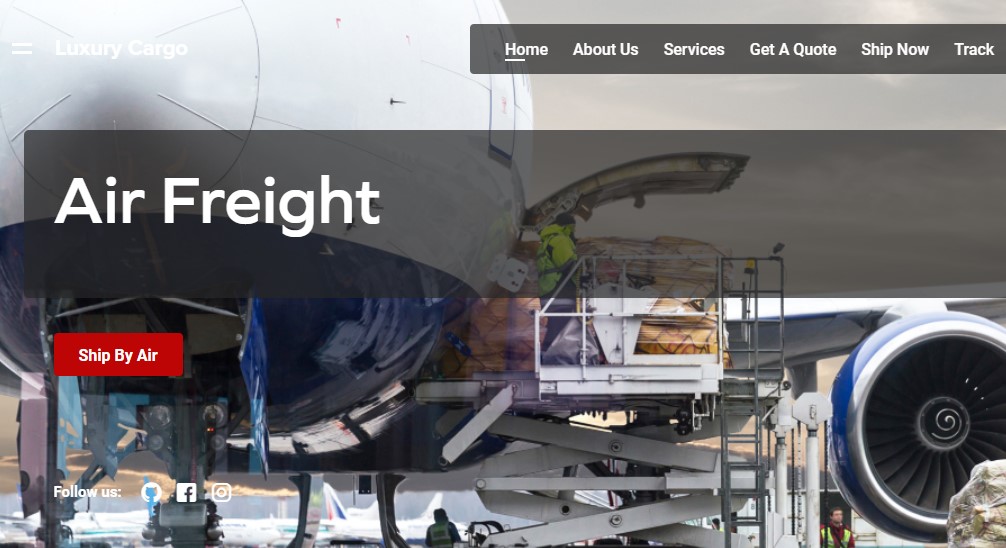 Luxury Cargo
Home About Us Services Get A Quote Ship Now Track
Air Freight
Ship By Air
Follow us: